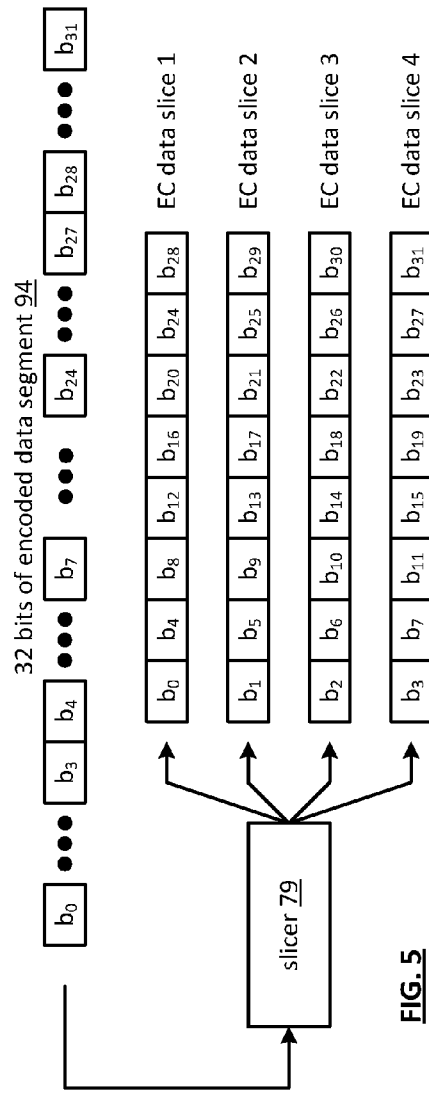 32 bits of encoded data segment 94
b0 ●●● b3 b4 ●●● b7 ●●● b24 ●●● b27 b28 ●●● b31
slicer 79
b0 b4 b8 b12 b16 b20 b24 b28 EC data slice 1
b1 b5 b9 b13 b17 b21 b25 b29 EC data slice 2
b2 b6 b10 b14 b18 b22 b26 b30 EC data slice 3
b3 b7 b11 b15 b19 b23 b27 b31 EC data slice 4
FIG. 5